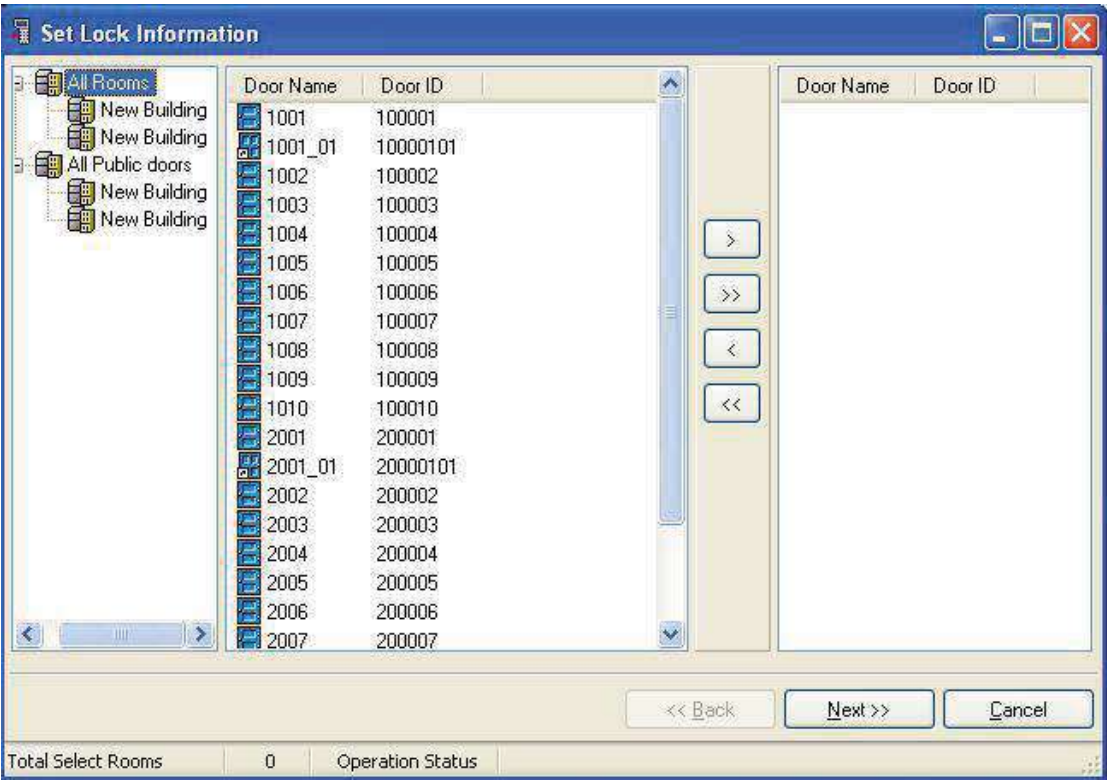 Set Lock Information
All Rooms
New Building
New Building
All Public doors
New Building
New Building
Door Name Door ID
1001 100001
1001_01 10000101
1002 100002
1003 100003
1004 100004
1005 100005
1006 100006
1007 100007
1008 100008
1009 100009
1010 100010
2001 200001
2001_01 20000101
2002 200002
2003 200003
2004 200004
2005 200005
2006 200006
2007 200007
>
>>
<
<<
Door Name Door ID
<< Back Next >> Cancel
Total Select Rooms 0 Operation Status